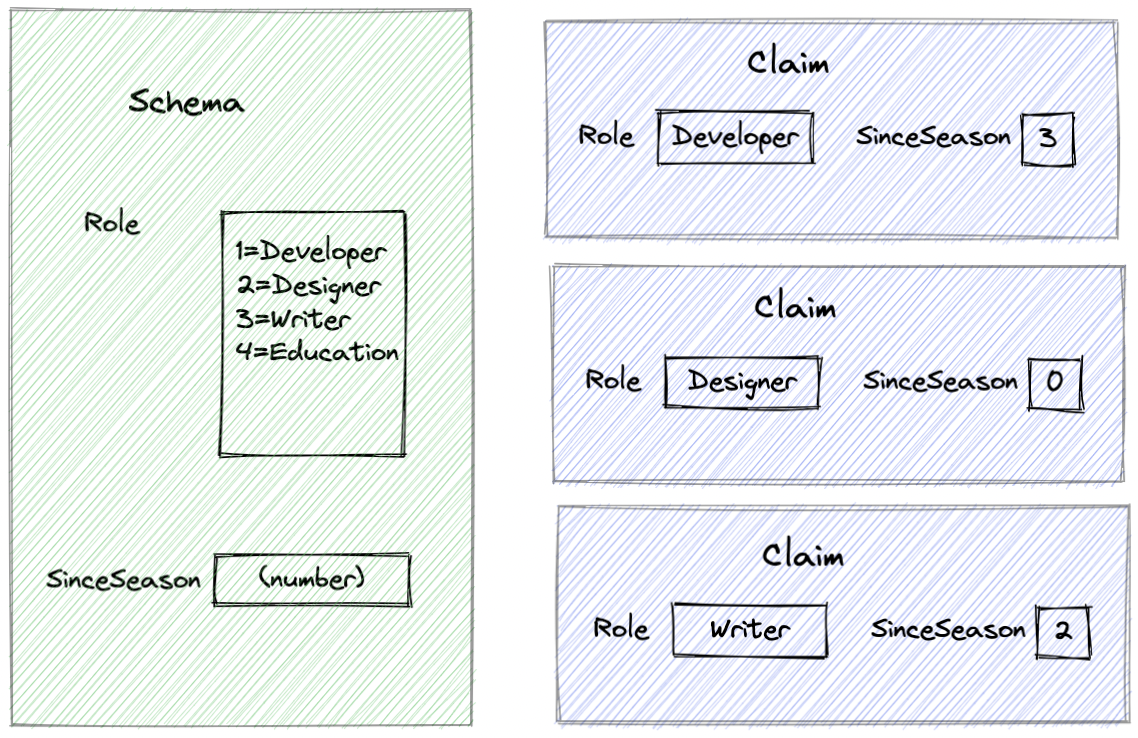 Schema
Role
1=Developer
2=Designer
3=Writer
4=Education
SinceSeason (number)
Claim
Role Developer SinceSeason 3
Claim
Role Designer SinceSeason 0
Claim
Role Writer SinceSeason 2